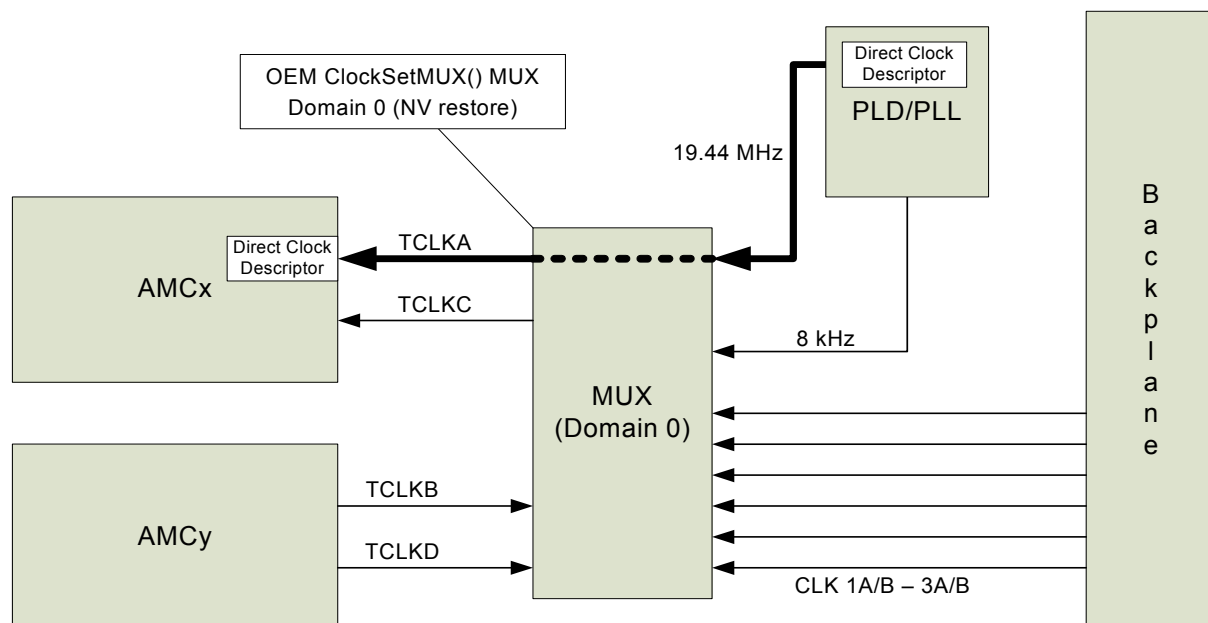 OEM ClockSetMUX() MUX
Domain 0 (NV restore)
Direct Clock
Descriptor
PLD/PLL
19.44 MHz
Backplane
TCLKA
Direct Clock
Descriptor
AMCx
TCLKC
8 kHz
MUX
(Domain 0)
TCLKB
AMCy
TCLKD
CLK 1A/B – 3A/B